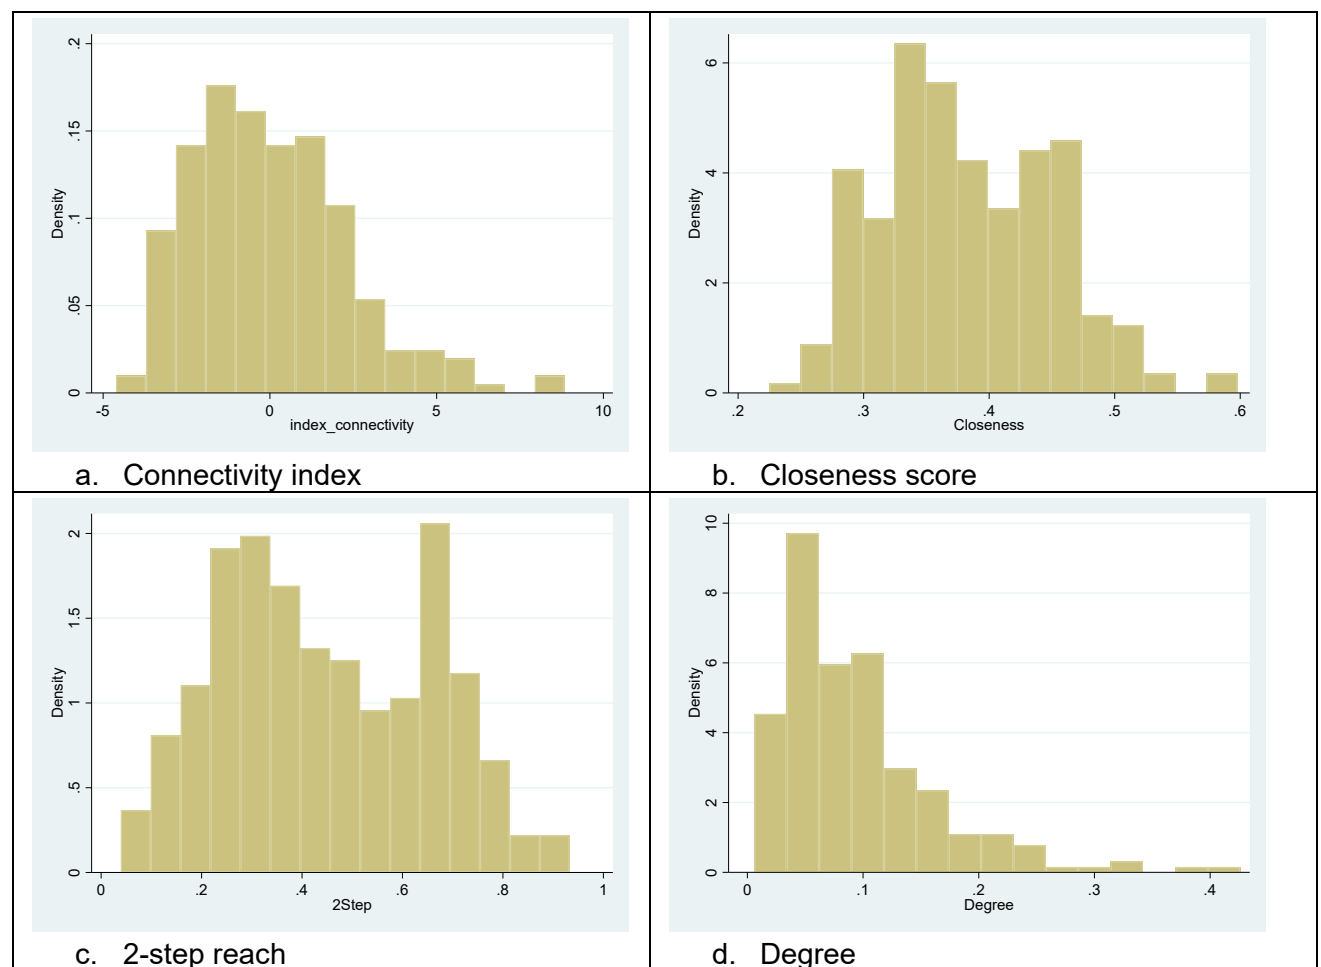 .2
.15
.1
.05
0
Density
-5 0 5 10
index_connectivity
a. Connectivity index
6
4
2
0
Density
.2 .3 .4 .5 .6
Closeness
b. Closeness score
2
1.5
1
.5
0
Density
0 .2 .4 .6 .8 1
2Step
c. 2-step reach
10
8
6
4
2
0
Density
0 .1 .2 .3 .4
Degree
d. Degree